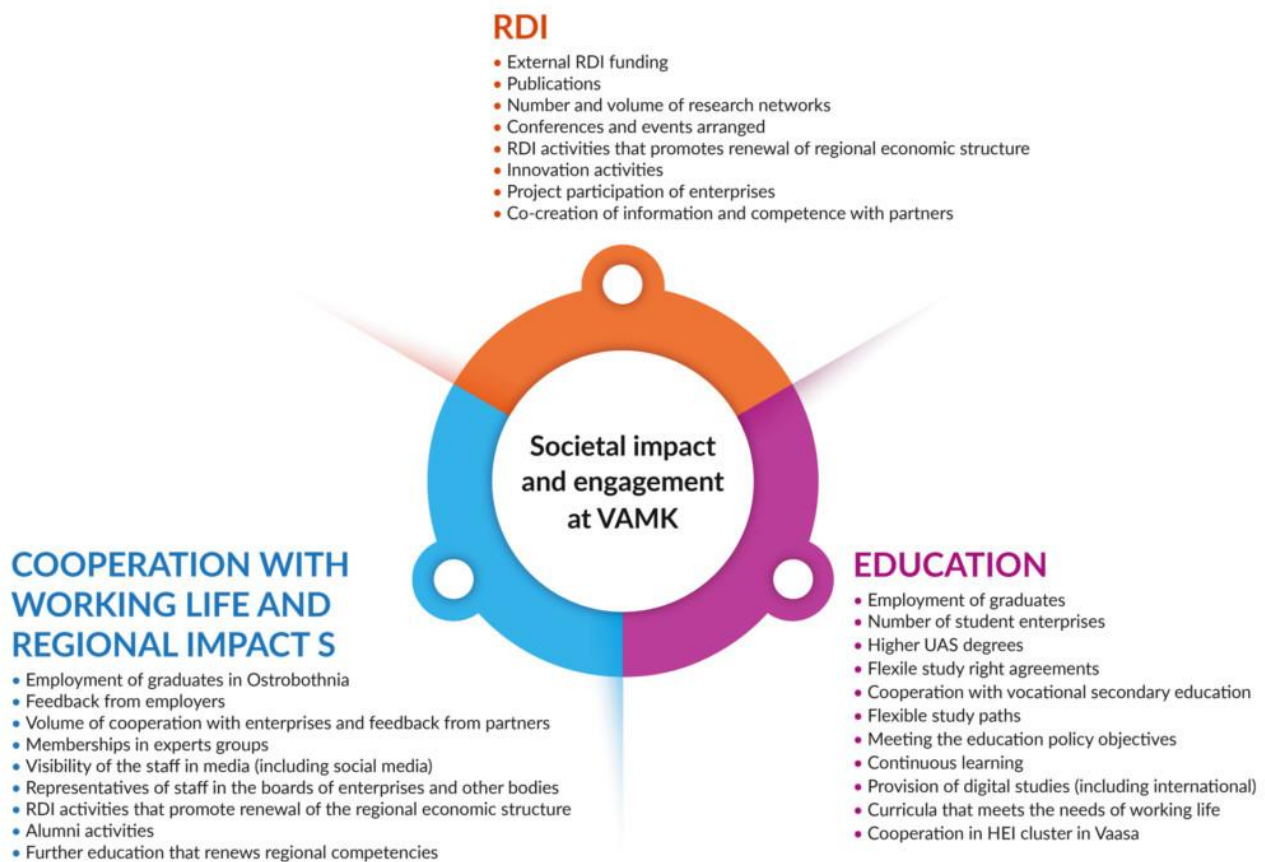 RDI
• External RDI funding
• Publications
• Number and volume of research networks
• Conferences and events arranged
• RDI activities that promotes renewal of regional economic structure
• Innovation activities
• Project participation of enterprises
• Co-creation of information and competence with partners
Societal impact
and engagement
at VAMK
COOPERATION WITH
WORKING LIFE AND
REGIONAL IMPACT S
• Employment of graduates in Ostrobothnia
• Feedback from employers
• Volume of cooperation with enterprises and feedback from partners
• Memberships in experts groups
• Visibility of the staff in media (including social media)
• Representatives of staff in the boards of enterprises and other bodies
• RDI activities that promote renewal of the regional economic structure
• Alumni activities
• Further education that renews regional competencies
EDUCATION
• Employment of graduates
• Number of student enterprises
• Higher UAS degrees
• Flexile study right agreements
• Cooperation with vocational secondary education
• Flexible study paths
• Meeting the education policy objectives
• Continuous learning
• Provision of digital studies (including international)
• Curricula that meets the needs of working life
• Cooperation in HEI cluster in Vaasa